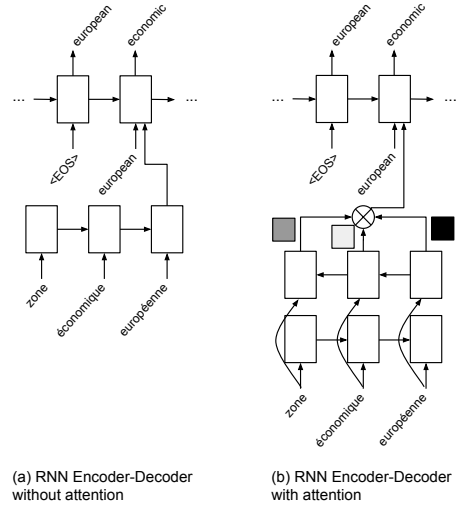 european
economic
...
...
<EOS>
european
zone
économique
européenne
(a) RNN Encoder-Decoder
without attention
european
economic
...
...
<EOS>
european
zone
économique
européenne
(b) RNN Encoder-Decoder
with attention